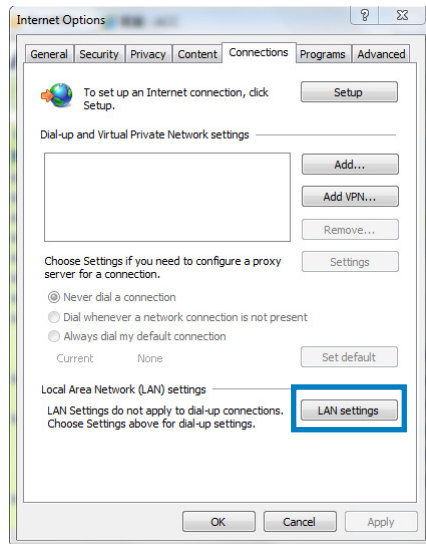 Internet Options
General Security Privacy Content Connections Programs Advanced
To set up an Internet connection, click
Setup.
Setup
Dial-up and Virtual Private Network settings
Add...
Add VPN...
Remove...
Choose Settings if you need to configure a proxy
server for a connection.
Settings
Never dial a connection
Dial whenever a network connection is not present
Always dial my default connection
Current None
Set default
Local Area Network (LAN) settings
LAN Settings do not apply to dial-up connections.
Choose Settings above for dial-up settings.
LAN settings
OK Cancel Apply